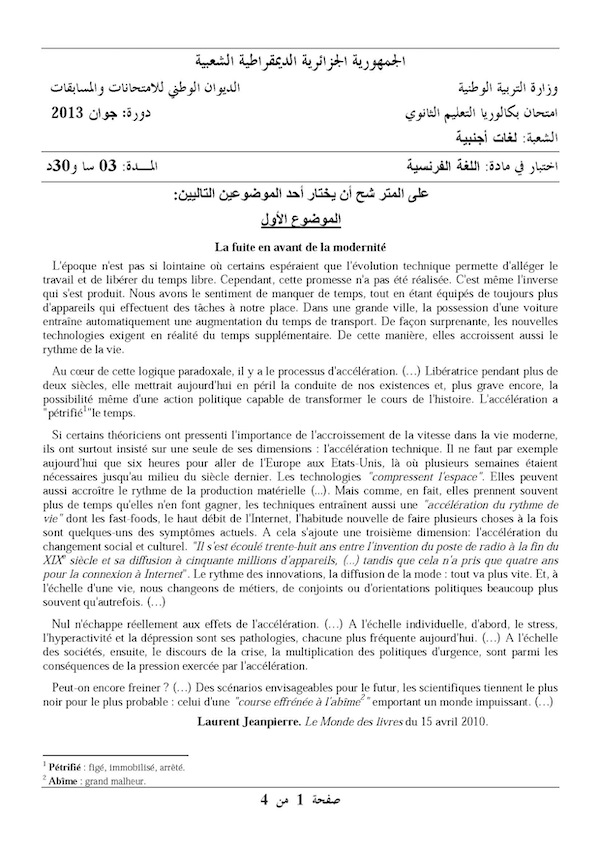 الجمهورية الجزائرية الديمقراطية الشعبية
وزارة التربية الوطنية الديوان الوطني للامتحانات والمسابقات
امتحان بكالوريا التعليم الثانوي دورة: جوان 2013
الشعبة: لغات أجنبية
اختبار في مادة: اللغة الفرنسية المـــدة: 03 سا و30د
على المتر شح أن يختار أحد الموضوعين التاليين:
الموضوع الأول
La fuite en avant de la modernité
L'époque n'est pas si lointaine où certains espéraient que l'évolution technique permette d'alléger le
travail et de libérer du temps libre. Cependant, cette promesse n'a pas été réalisée. C'est même l'inverse
qui s'est produit. Nous avons le sentiment de manquer de temps, tout en étant équipés de toujours plus
d'appareils qui effectuent des tâches à notre place. Dans une grande ville, la possession d'une voiture
entraîne automatiquement une augmentation du temps de transport. De façon surprenante, les nouvelles
technologies exigent en réalité du temps supplémentaire. De cette manière, elles accroissent aussi le
rythme de la vie.
Au cœur de cette logique paradoxale, il y a le processus d'accélération. (…) Libératrice pendant plus de
deux siècles, elle mettrait aujourd'hui en péril la conduite de nos existences et, plus grave encore, la
possibilité même d'une action politique capable de transformer le cours de l'histoire. L'accélération a
"pétrifié¹"le temps.
Si certains théoriciens ont pressenti l'importance de l'accroissement de la vitesse dans la vie moderne,
ils ont surtout insisté sur une seule de ses dimensions : l'accélération technique. Il ne faut par exemple
aujourd'hui que six heures pour aller de l'Europe aux Etats-Unis, là où plusieurs semaines étaient
nécessaires jusqu'au milieu du siècle dernier. Les technologies "compressent l'espace". Elles peuvent
aussi accroître le rythme de la production matérielle (...). Mais comme, en fait, elles prennent souvent
plus de temps qu'elles n'en font gagner, les techniques entraînent aussi une "accélération du rythme de
vie" dont les fast-foods, le haut débit de l'Internet, l'habitude nouvelle de faire plusieurs choses à la fois
sont quelques-uns des symptômes actuels. A cela s'ajoute une troisième dimension: l'accélération du
changement social et culturel. "Il s'est écoulé trente-huit ans entre l'invention du poste de radio à la fin du
XIXᵉ siècle et sa diffusion à cinquante millions d'appareils, (...) tandis que cela n'a pris que quatre ans
pour la connexion à Internet". Le rythme des innovations, la diffusion de la mode : tout va plus vite. Et, à
l'échelle d'une vie, nous changeons de métiers, de conjoints ou d'orientations politiques beaucoup plus
souvent qu'autrefois. (…)
Nul n'échappe réellement aux effets de l'accélération. (…) A l'échelle individuelle, d'abord, le stress,
l'hyperactivité et la dépression sont ses pathologies, chacune plus fréquente aujourd'hui. (…) A l'échelle
des sociétés, ensuite, le discours de la crise, la multiplication des politiques d'urgence, sont parmi les
conséquences de la pression exercée par l'accélération.
Peut-on encore freiner ? (…) Des scénarios envisageables pour le futur, les scientifiques tiennent le plus
noir pour le plus probable : celui d'une "course effrénée à l'abîme²" emportant un monde impuissant. (…)
Laurent Jeanpierre. Le Monde des livres du 15 avril 2010.
¹ Pétrifié : figé, immobilisé, arrêté.
² Abîme : grand malheur.
صفحة 1 من 4